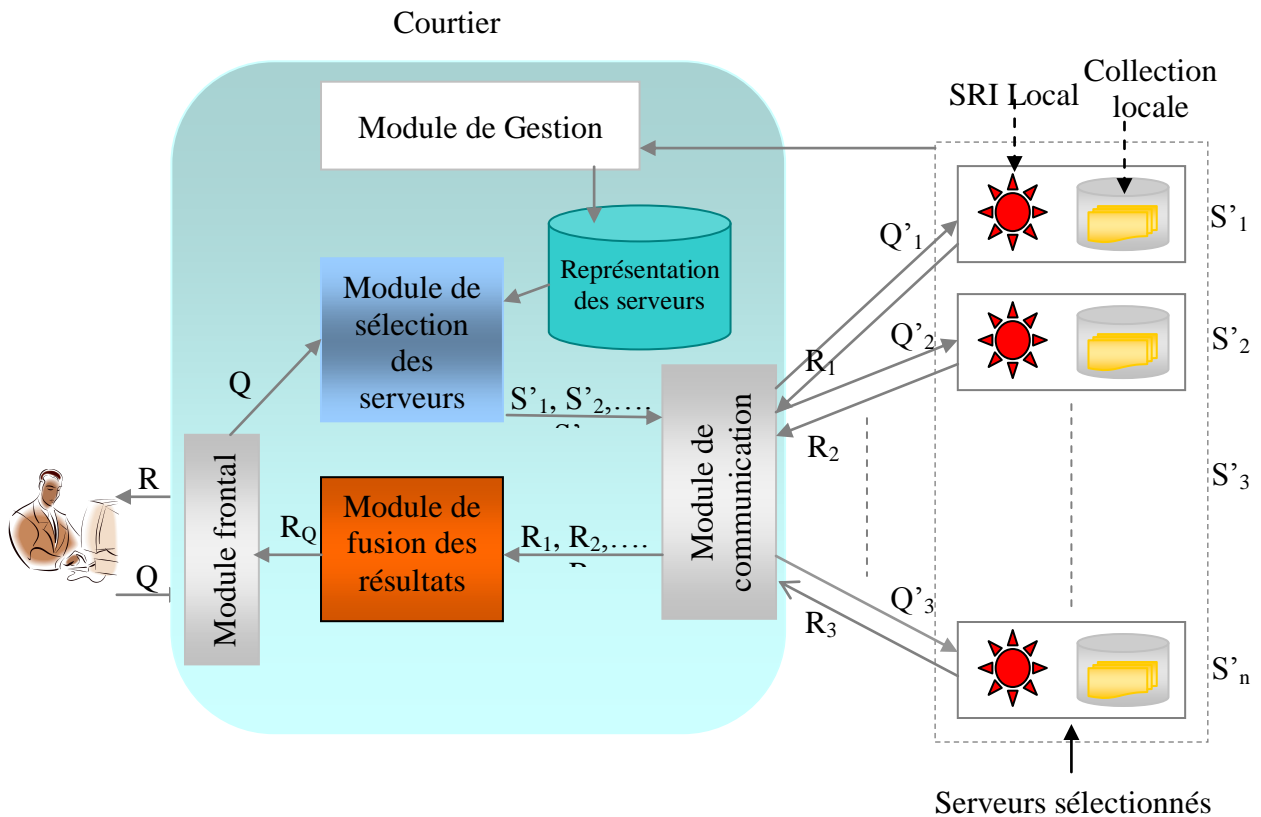 Courtier
SRI Local
Collection
locale
Module de Gestion
Représentation
des serveurs
Module de
sélection
des
serveurs
Q
S’1, S’2,….
Module de
communication
Q’1
R1
Q’2
R2
Q’3
R3
S’1
S’2
S’3
S’n
R
Q
Module frontal
RQ
Module de
fusion des
résultats
R1, R2,….
Serveurs sélectionnés